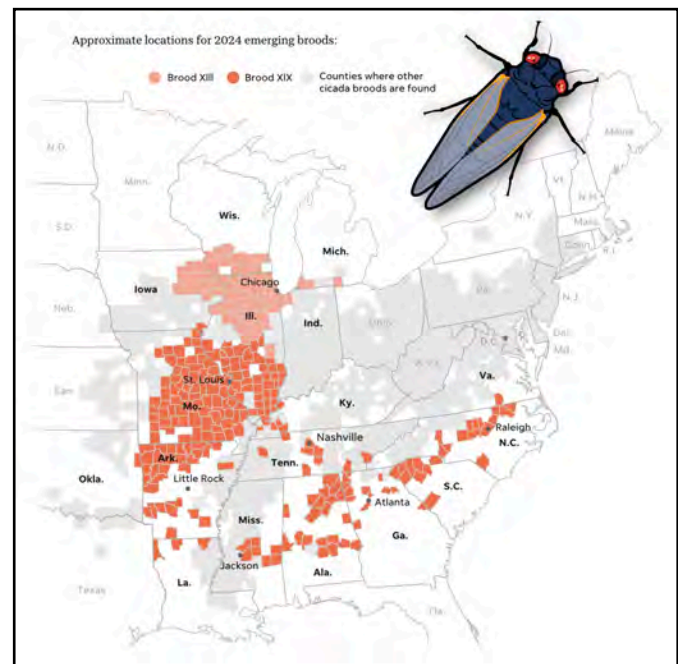 Approximate locations for 2024 emerging broods:
Brood XIII
Brood XIX
Counties where other
cicada broods are found
Maine
N.D.
Minn.
Vt.
N.H.
Wis.
N.Y.
Mass.
S.D.
Mich.
Conn.
R.I.
Iowa
Chicago
Pa.
Neb.
N.J.
Ill.
Ind.
Ohio
D.C.
Del.
Md.
St. Louis
W.Va.
Kan.
Va.
Mo.
Ky.
Raleigh
Nashville
N.C.
Ark.
Tenn.
Okla.
Little Rock
S.C.
Atlanta
Miss.
Ga.
Jackson
Ala.
Texas
La.
Fla.